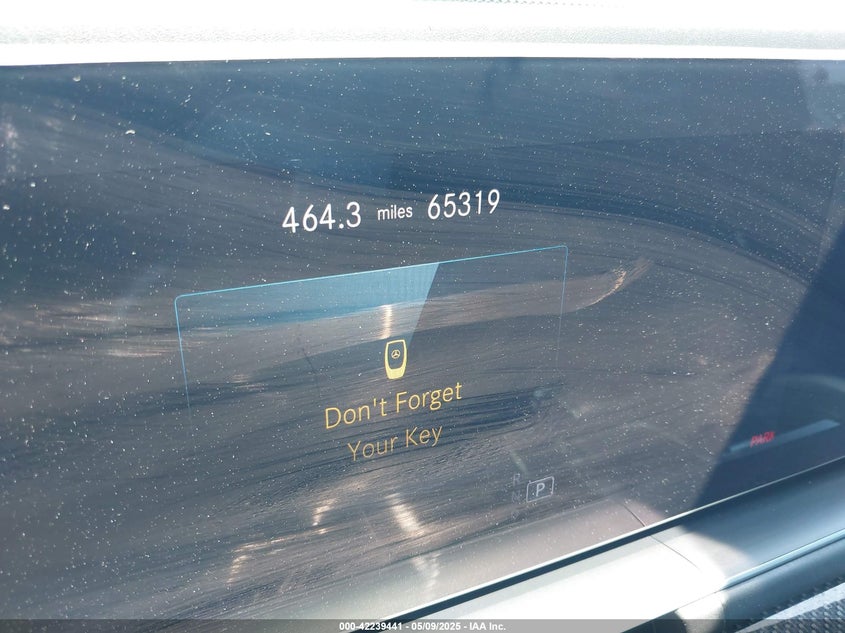 464.3 miles 65319
Don't Forget
Your Key
R
N P
PARK
000-42239441 - 05/09/2025 - IAA Inc.